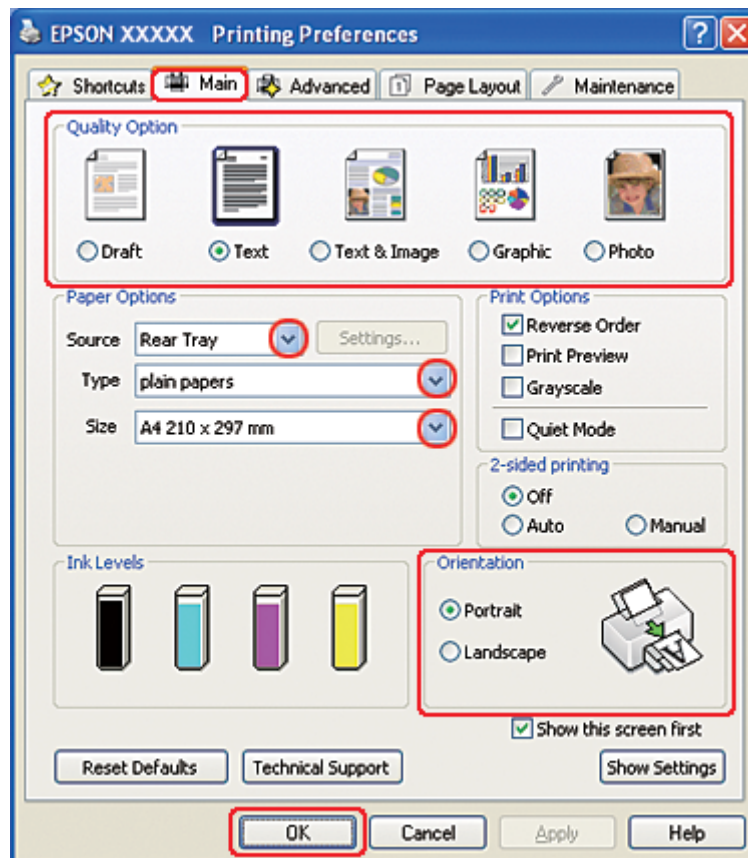 EPSON XXXXX Printing Preferences
Shortcuts Main Advanced Page Layout Maintenance
Quality Option
Draft Text Text & Image Graphic Photo
Paper Options
Source Rear Tray Settings...
Type plain papers
Size A4 210 x 297 mm
Print Options
Reverse Order
Print Preview
Grayscale
Quiet Mode
2-sided printing
Off
Auto Manual
Ink Levels
Orientation
Portrait
Landscape
Show this screen first
Reset Defaults Technical Support Show Settings
OK Cancel Apply Help